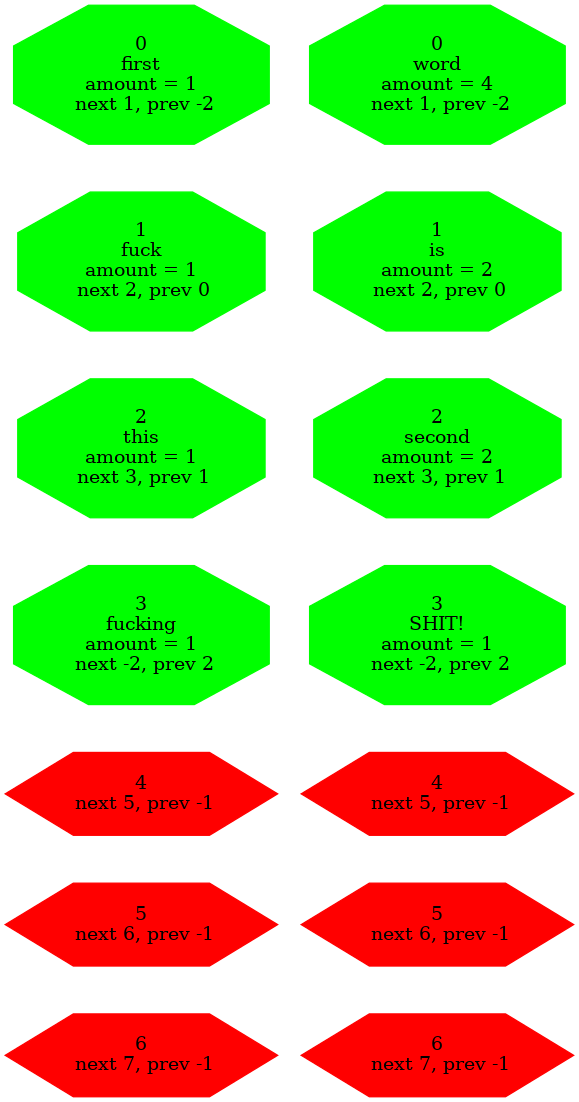 0
first
amount = 1
next 1, prev -2
0
word
amount = 4
next 1, prev -2
1
fuck
amount = 1
next 2, prev 0
1
is
amount = 2
next 2, prev 0
2
this
amount = 1
next 3, prev 1
2
second
amount = 2
next 3, prev 1
3
fucking
amount = 1
next -2, prev 2
3
SHIT!
amount = 1
next -2, prev 2
4
next 5, prev -1
4
next 5, prev -1
5
next 6, prev -1
5
next 6, prev -1
6
next 7, prev -1
6
next 7, prev -1